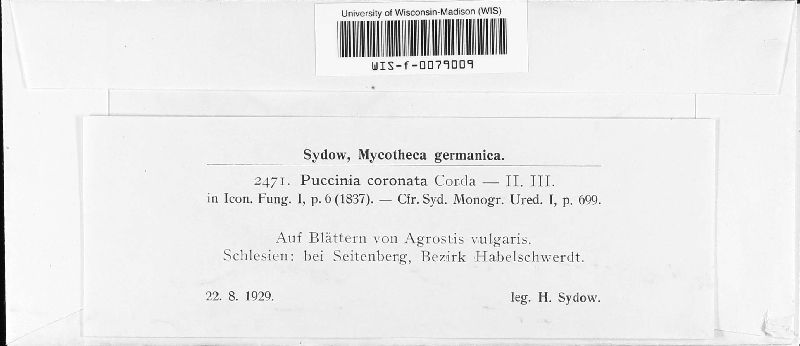 University of Wisconsin-Madison (WIS)
WIS-f-0079009
Sydow, Mycotheca germanica.
2471. Puccinia coronata Corda — II. III.
in Icon. Fung. I, p. 6 (1837). — Cfr. Syd. Monogr. Ured. I, p. 699.
Auf Blättern von Agrostis vulgaris.
Schlesien: bei Seitenberg, Bezirk Habelschwerdt.
22. 8. 1929. leg. H. Sydow.